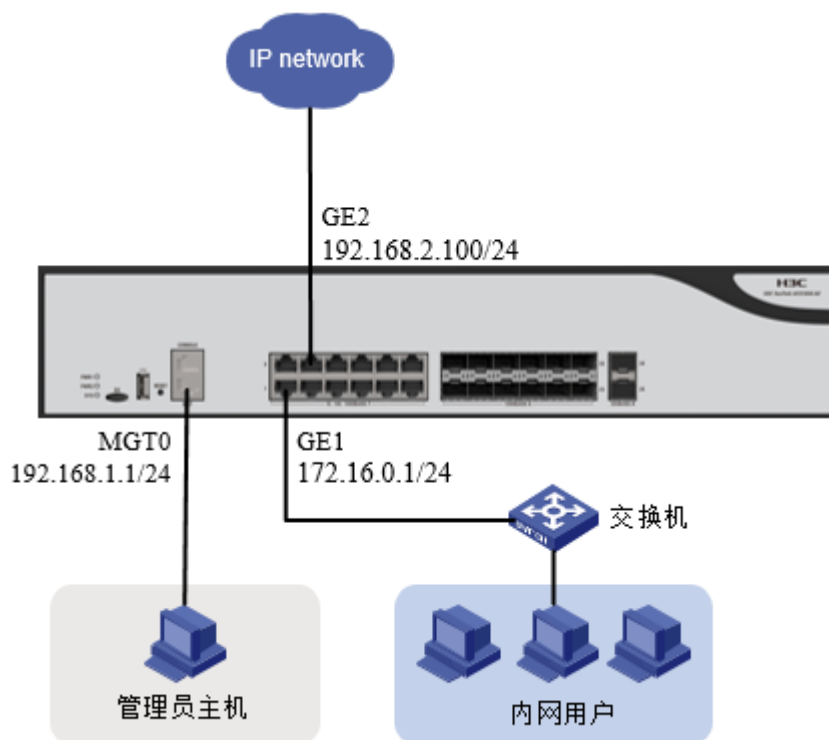 IP network
GE2
192.168.2.100/24
H3C
MGT0
192.168.1.1/24
GE1
172.16.0.1/24
交换机
管理员主机
内网用户